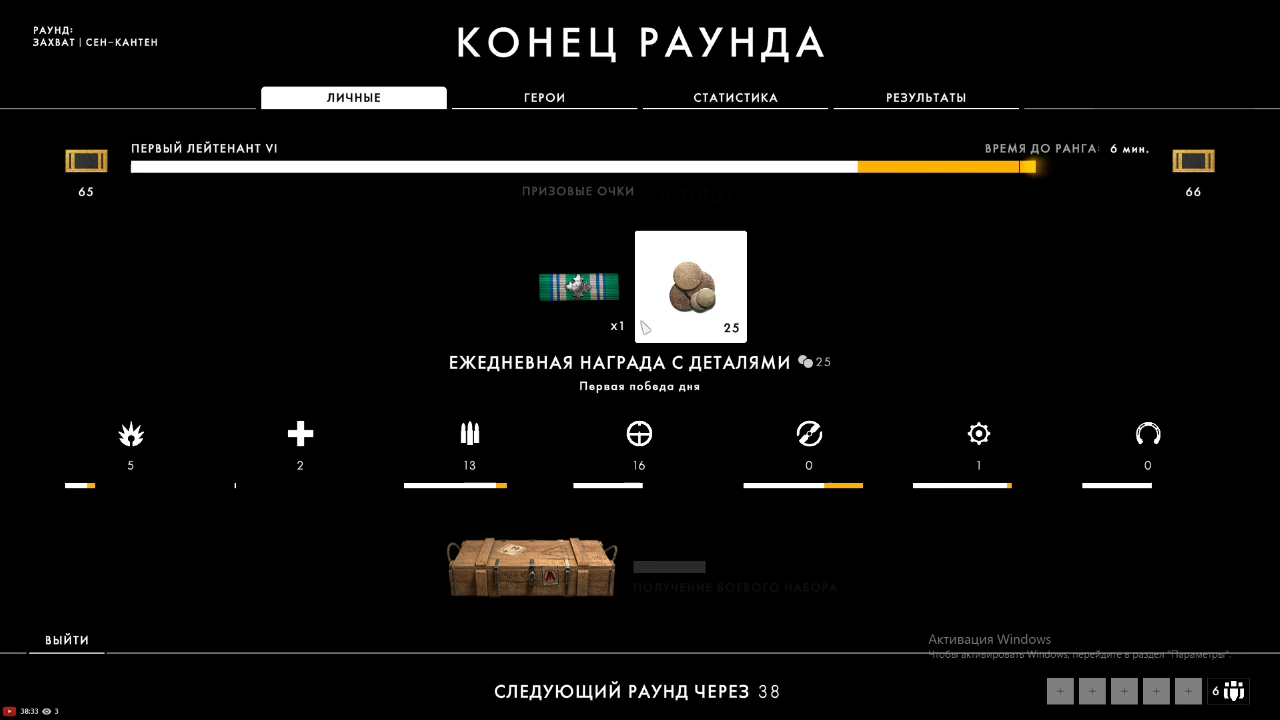 РАУНД:
ЗАХВАТ | СЕН-КАНТЕН
КОНЕЦ РАУНДА
ЛИЧНЫЕ ГЕРОИ СТАТИСТИКА РЕЗУЛЬТАТЫ
ПЕРВЫЙ ЛЕЙТЕНАНТ VI ВРЕМЯ ДО РАНГА: 6 мин.
65 66
ПРИЗОВЫЕ ОЧКИ
x1 25
ЕЖЕДНЕВНАЯ НАГРАДА С ДЕТАЛЯМИ 25
Первая победа дня
5 2 13 16 0 1 0
ПОЛУЧЕНИЕ БОЕВОГО НАБОРА
ВЫЙТИ
Активация Windows
Чтобы активировать Windows, перейдите в раздел "Параметры".
СЛЕДУЮЩИЙ РАУНД ЧЕРЕЗ 38
6
38:33 3